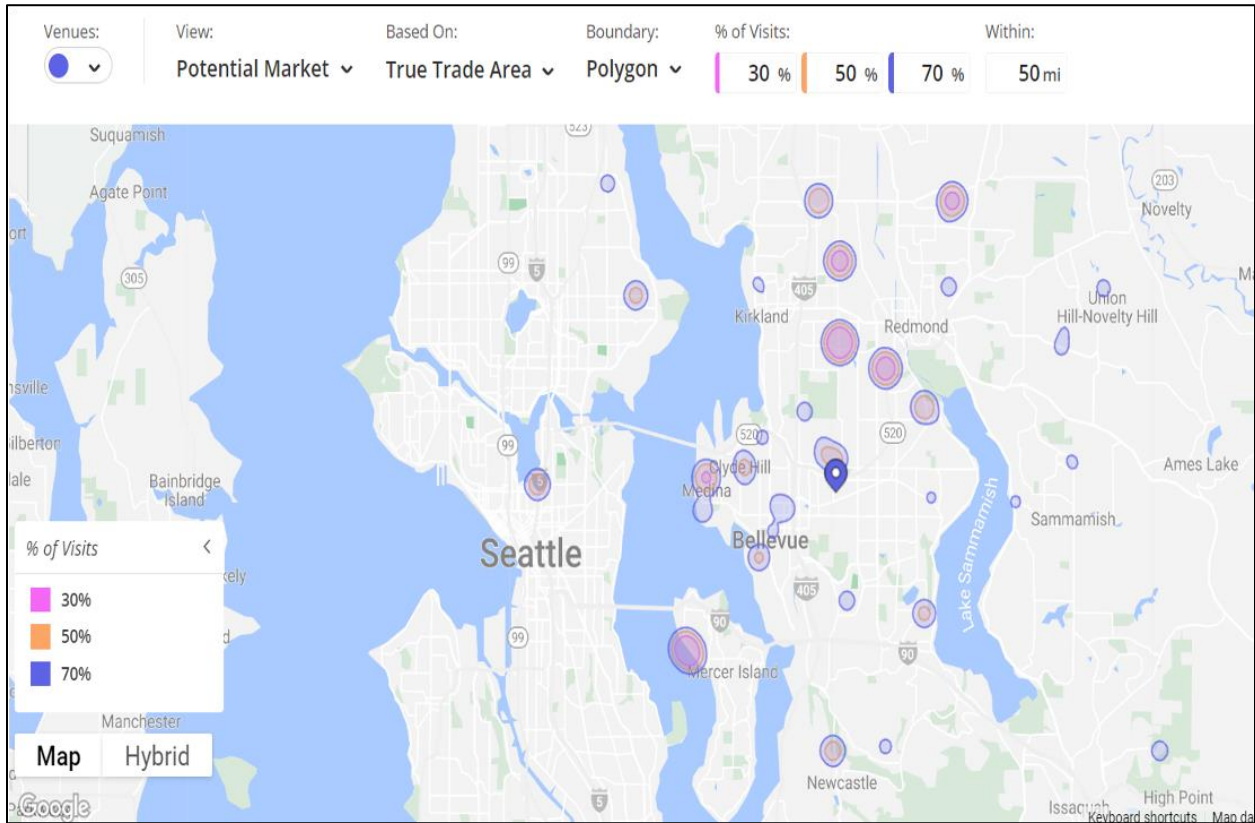 Venues:
View:
Based On:
Boundary:
% of Visits:
Within:
Potential Market
True Trade Area
Polygon
30 %
50 %
70 %
50 mi
Suquamish
523
Agate Point
203
Novelty
305
99
5
405
Kirkland
Union
Hill-Novelty Hill
Redmond
99
520
520
Clyde Hill
Medina
Bainbridge
Island
5
Ames Lake
Sammamish
Seattle
Bellevue
405
Lake Sammamish
% of Visits
30%
50%
70%
99
90
90
Mercer Island
Manchester
Map
Hybrid
Newcastle
5
High Point
Issaquah
Google
Keyboard shortcuts
Map da